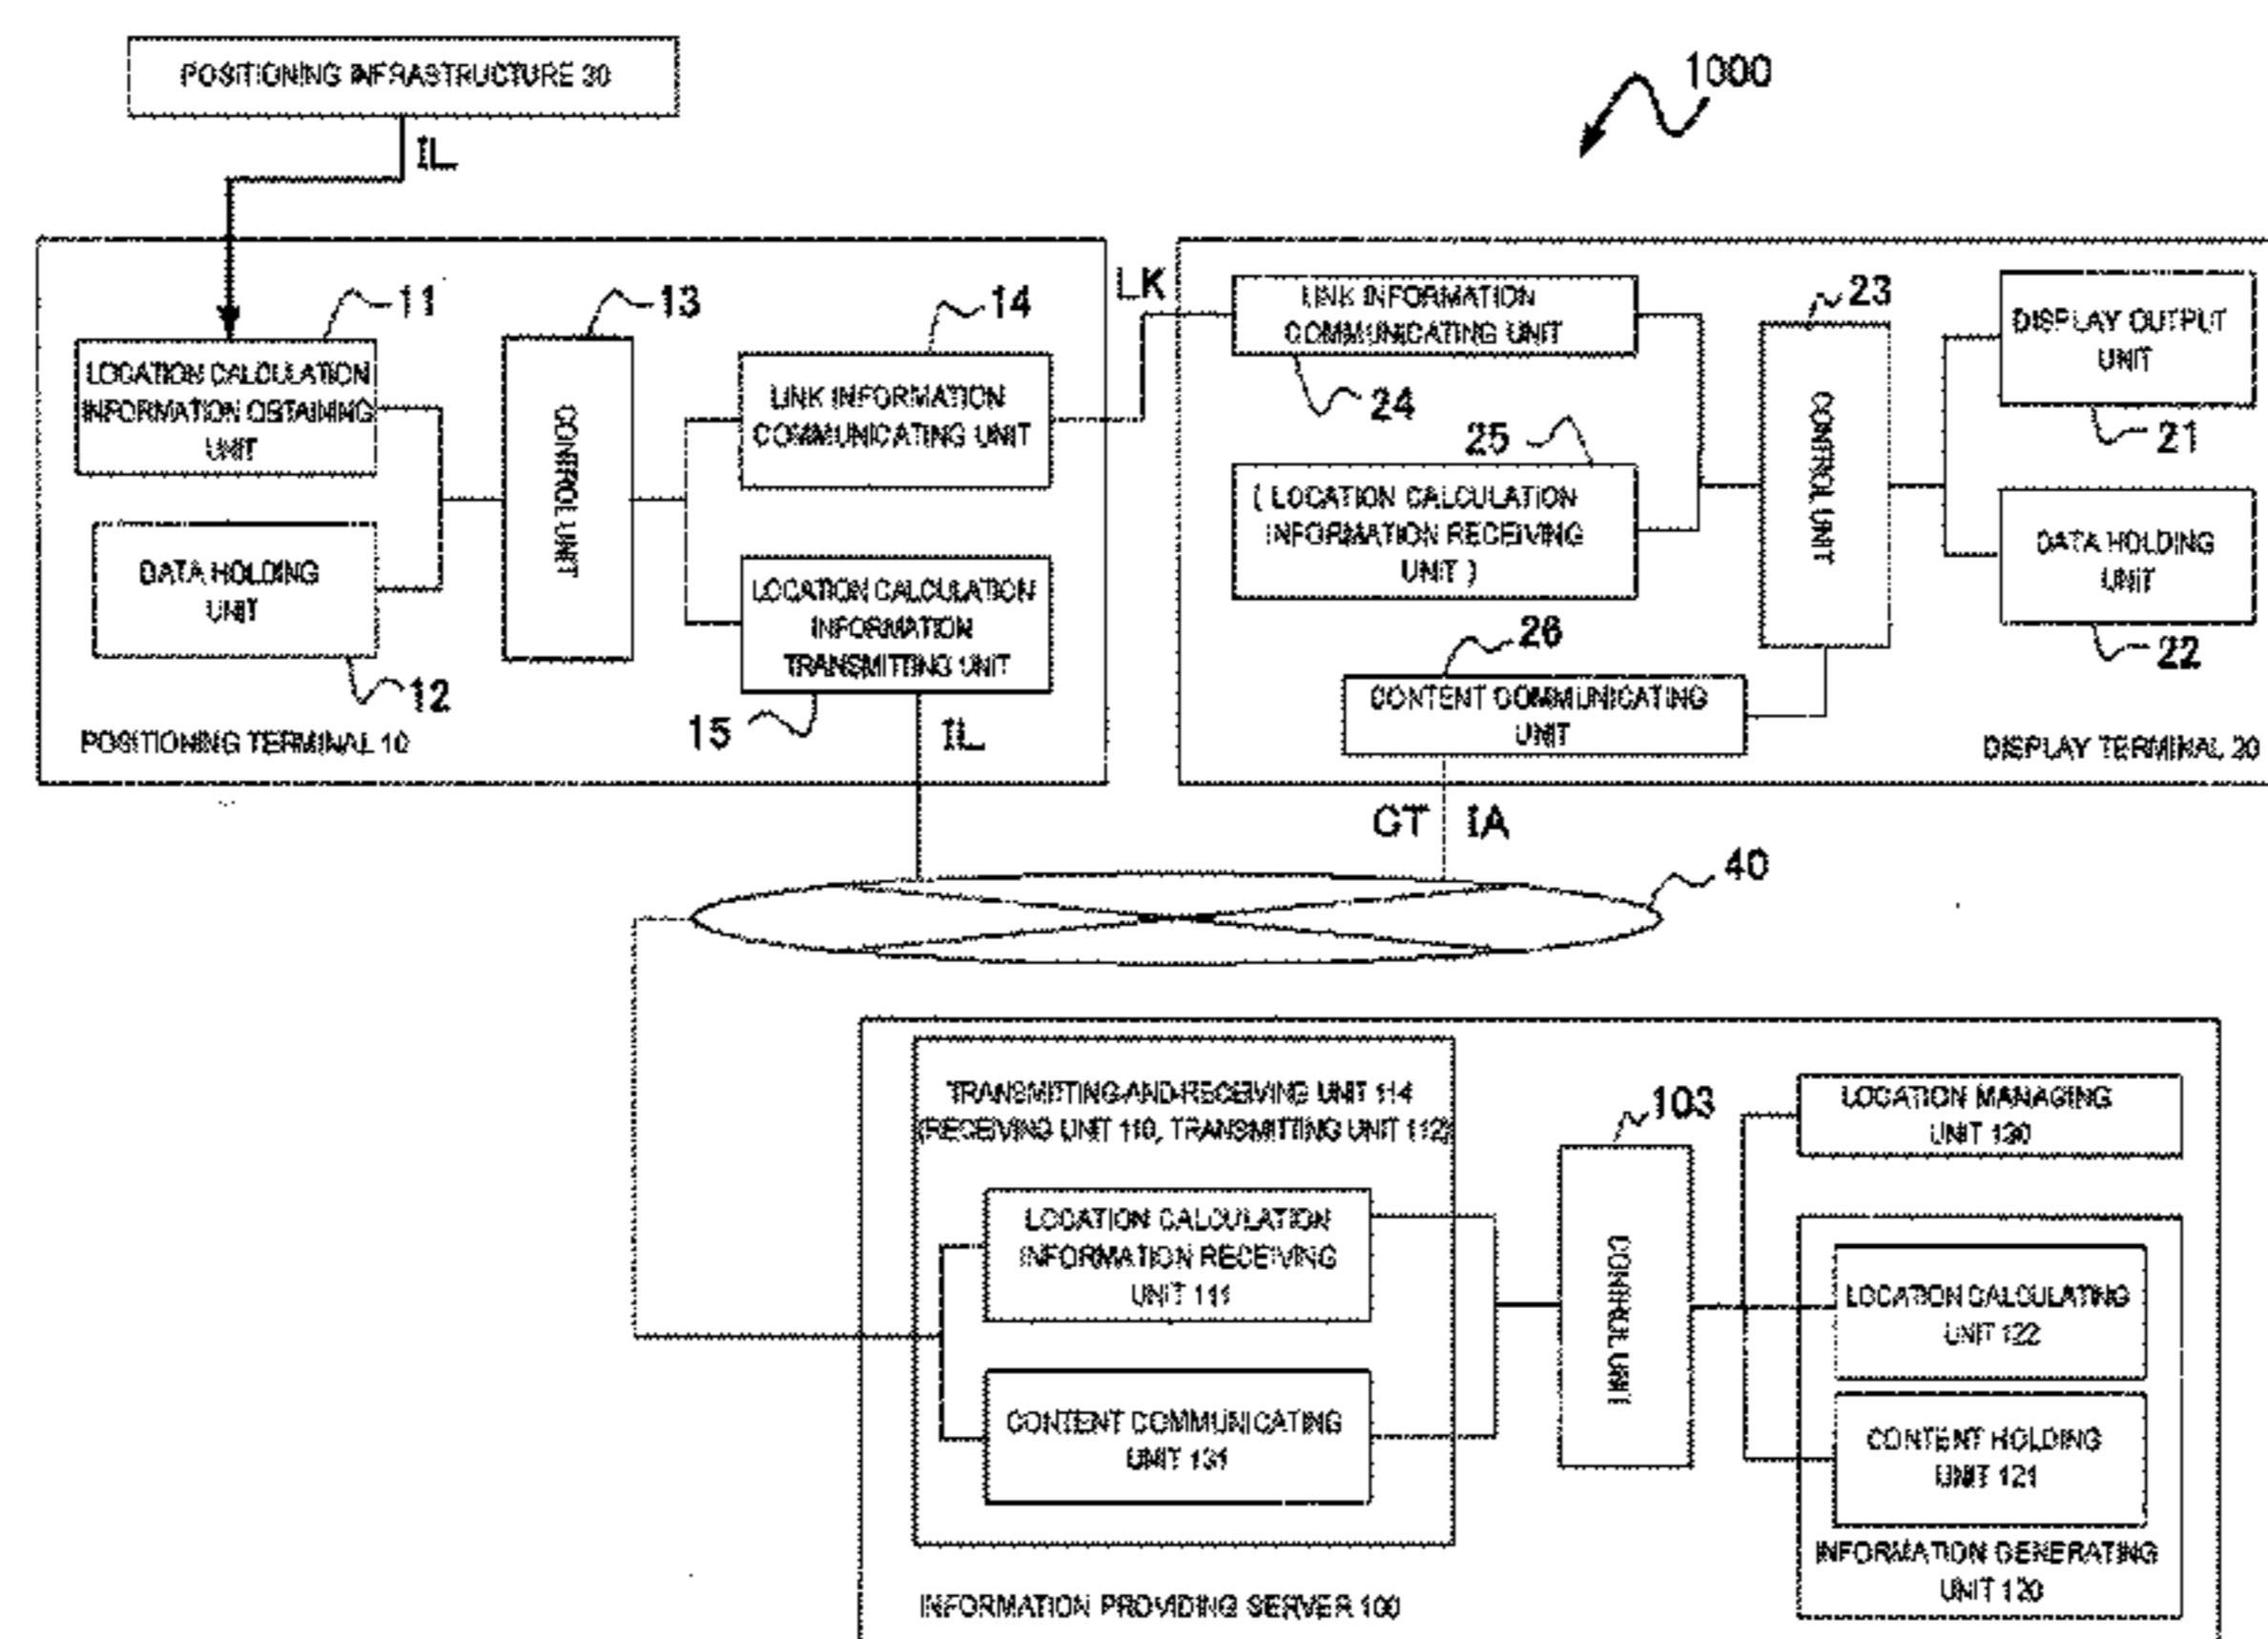 POSITIONING INFRASTRUCTURE 30
1000
IL
11
13
14
LOCATION CALCULATION
INFORMATION OBTAINING
UNIT
DATA HOLDING
UNIT
12
CONTROL UNIT
LINK INFORMATION
COMMUNICATING UNIT
LOCATION CALCULATION
INFORMATION
TRANSMITTING UNIT
15
IL
POSITIONING TERMINAL 10
LK
LINK INFORMATION
COMMUNICATING UNIT
24
25
( LOCATION CALCULATION
INFORMATION RECEIVING
UNIT )
26
CONTENT COMMUNICATING
UNIT
23
CONTROL UNIT
DISPLAY OUTPUT
UNIT
21
DATA HOLDING
UNIT
22
DISPLAY TERMINAL 20
CT
IA
40
TRANSMITTING-AND-RECEIVING UNIT 114
(RECEIVING UNIT 110, TRANSMITTING UNIT 112)
LOCATION CALCULATION
INFORMATION RECEIVING
UNIT 111
CONTENT COMMUNICATING
UNIT 131
103
CONTROL UNIT
LOCATION MANAGING
UNIT 130
LOCATION CALCULATING
UNIT 122
CONTENT HOLDING
UNIT 121
INFORMATION GENERATING
UNIT 120
INFORMATION PROVIDING SERVER 100